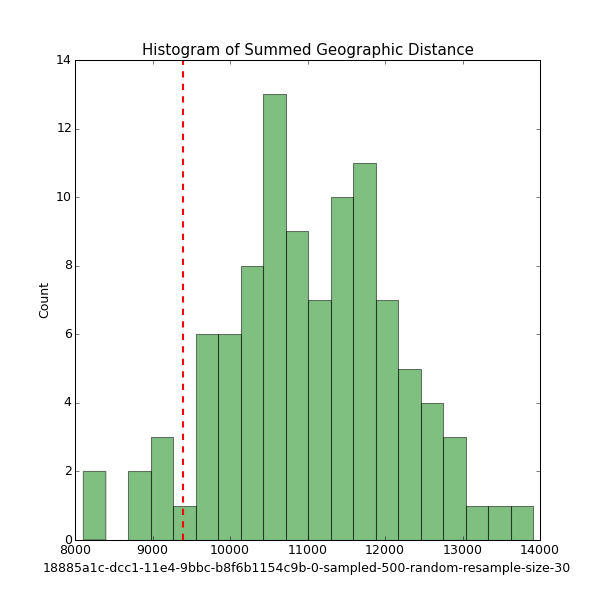 Histogram of Summed Geographic Distance
14
12
10
8
6
4
2
0
Count
8000 9000 10000 11000 12000 13000 14000
18885a1c-dcc1-11e4-9bbc-b8f6b1154c9b-0-sampled-500-random-resample-size-30